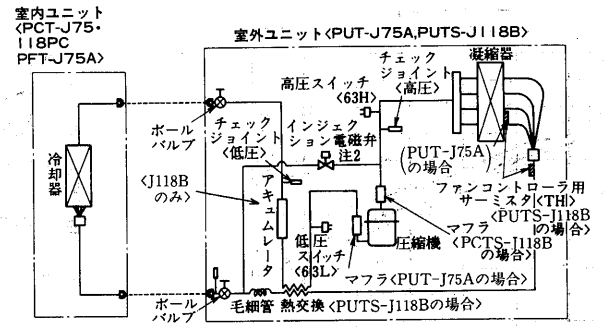 室内ユニット
<PCT-J75・
118PC
PFT-J75A>
室外ユニット<PUT-J75A,PUTS-J118B>
凝縮器
チェック
ジョイント
<高圧>
高圧スイッチ
<63H>
ボール
バルブ
チェック
ジョイント
<低圧>
インジェク
ション電磁弁
注2
(PUT-J75A
の場合)
冷却器
<J118B
のみ>
アキュムレータ
ファンコントローラ用
サーミスタ<TH>
<PUTS-J118B
の場合>
低圧
スイッチ
<63L>
圧縮機
マフラ
<PCTS-J118B
の場合>
マフラ<PUT-J75Aの場合>
ボール
バルブ
毛細管
熱交換<PUTS-J118Bの場合>